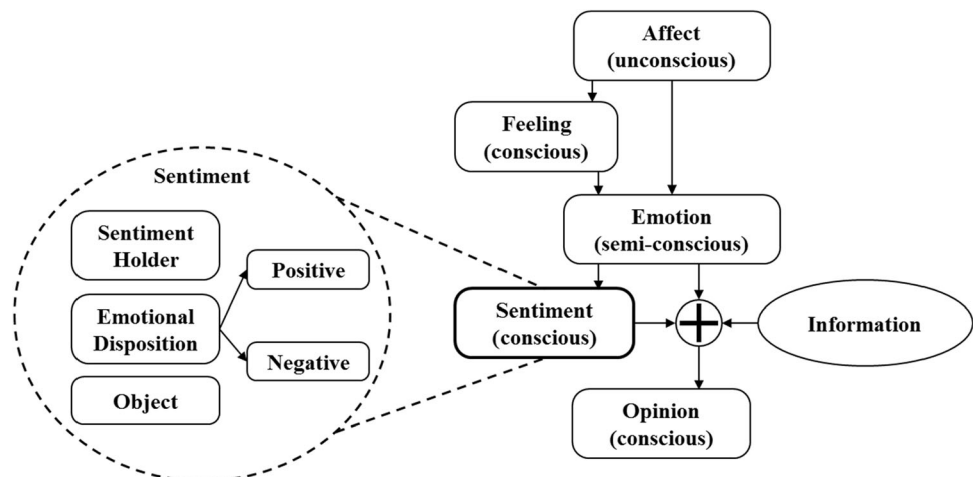 Affect
(unconscious)
Feeling
(conscious)
Emotion
(semi-conscious)
Sentiment
(conscious)
Information
Opinion
(conscious)
Sentiment
Sentiment
Holder
Emotional
Disposition
Positive
Negative
Object